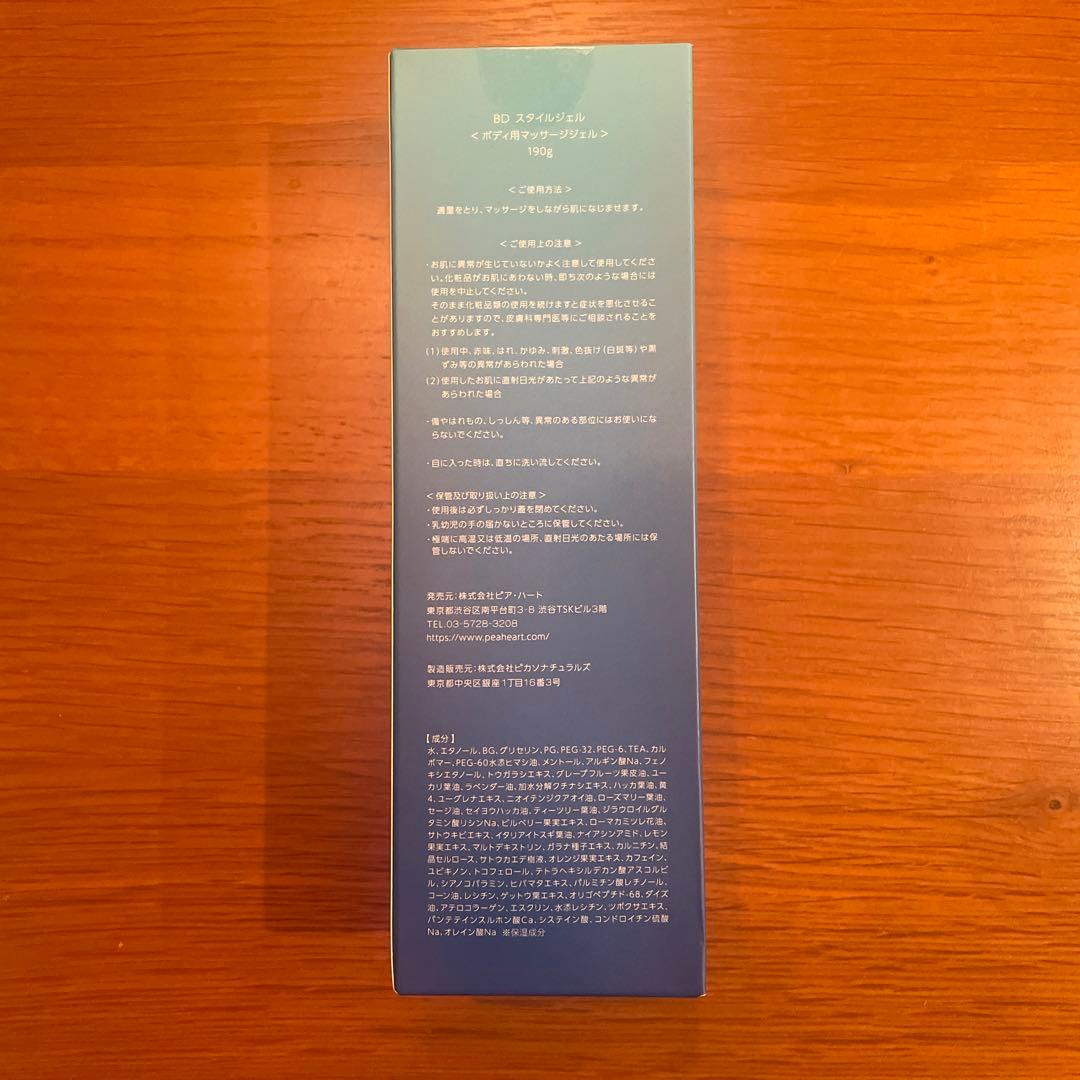 BD スタイルジェル
＜ボディ用マッサージジェル＞
190g
＜ご使用方法＞
適量をとり、マッサージをしながら肌になじませます。
＜ご使用上の注意＞
・お肌に異常が生じていないかよく注意して使用してくださ
い。化粧品がお肌にあわない時、即ち次のような場合には
使用を中止してください。
そのまま化粧品類の使用を続けますと症状を悪化させるこ
とがありますので、皮膚科専門医等にご相談されることを
おすすめします。
(1)使用中、赤味、はれ、かゆみ、刺激、色抜け(白斑等)や黒
ずみ等の異常があらわれた場合
(2)使用したお肌に直射日光があたって上記のような異常が
あらわれた場合
・傷やはれもの、しっしん等、異常のある部位にはお使いにな
らないでください。
・目に入った時は、直ちに洗い流してください。
＜保管及び取り扱い上の注意＞
・使用後は必ずしっかり蓋を閉めてください。
・乳幼児の手の届かないところに保管してください。
・極端に高温又は低温の場所、直射日光のあたる場所には保
管しないでください。
発売元：株式会社ピア・ハート
東京都渋谷区南平台町3-8 渋谷TSKビル3階
TEL.03-5728-3208
https://www.peaheart.com/
製造販売元：株式会社ピカソナチュラルズ
東京都中央区銀座1丁目16番3号
【成分】
水、エタノール、BG、グリセリン、PG、PEG-32、PEG-6、TEA、カル
ボマー、PEG-60水添ヒマシ油、メントール、アルギン酸Na、フェノ
キシエタノール、トウガラシエキス、グレープフルーツ果皮油、ユー
カリ葉油、ラベンダー油、加水分解クチナシエキス、ハッカ葉油、黄
4、ユーグレナエキス、ニオイテンジクアオイ油、ローズマリー葉油、
セージ油、セイヨウハッカ油、ティーツリー葉油、ジラウロイルグル
タミン酸リシンNa、ビルベリー果実エキス、ローマカミツレ花油、
サトウキビエキス、イタリアイトスギ葉油、ナイアシンアミド、レモン
果実エキス、マルトデキストリン、ガラナ種子エキス、カルニチン、結
晶セルロース、サトウカエデ樹液、オレンジ果実エキス、カフェイン、
ユビキノン、トコフェロール、テトラヘキシルデカン酸アスコルビ
ル、シアノコバラミン、ヒバマタエキス、パルミチン酸レチノール、
コーン油、レシチン、ゲットウ葉エキス、オリゴペプチド-68、ダイズ
油、アテロコラーゲン、エスクリン、水添レシチン、ツボクサエキス、
パンテテインスルホン酸Ca、システイン酸、コンドロイチン硫酸
Na、オレイン酸Na ※保湿成分